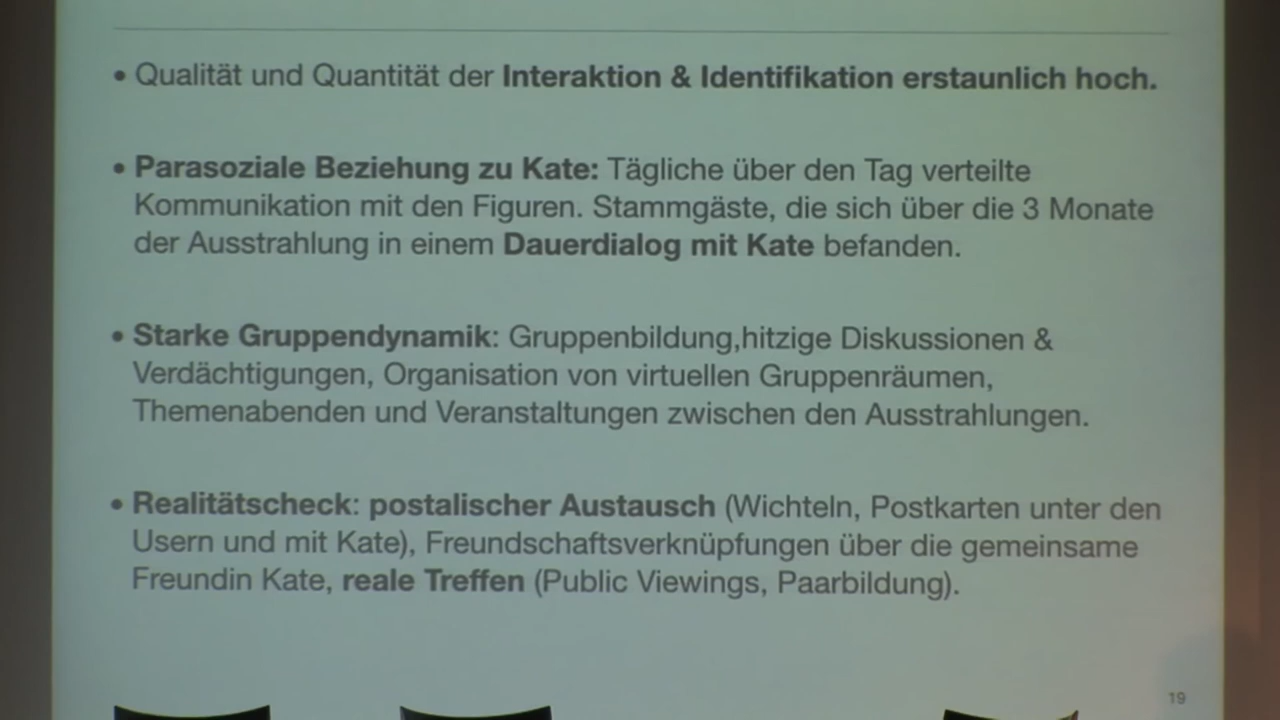 • Qualität und Quantität der Interaktion & Identifikation erstaunlich hoch.
• Parasoziale Beziehung zu Kate: Tägliche über den Tag verteilte
Kommunikation mit den Figuren. Stammgäste, die sich über die 3 Monate
der Ausstrahlung in einem Dauerdialog mit Kate befanden.
• Starke Gruppendynamik: Gruppenbildung,hitzige Diskussionen &
Verdächtigungen, Organisation von virtuellen Gruppenräumen,
Themenabenden und Veranstaltungen zwischen den Ausstrahlungen.
• Realitätscheck: postalischer Austausch (Wichteln, Postkarten unter den
Usern und mit Kate), Freundschaftsverknüpfungen über die gemeinsame
Freundin Kate, reale Treffen (Public Viewings, Paarbildung).
19